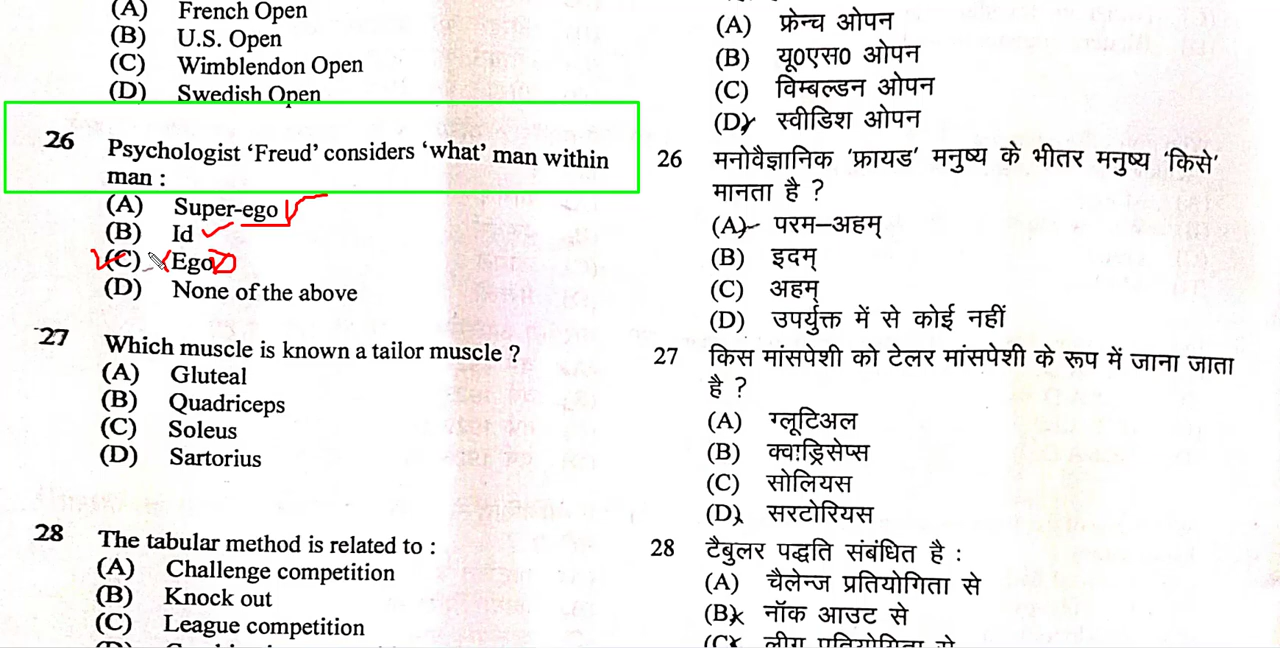 (A) French Open
(B) U.S. Open
(C) Wimblendon Open
(D) Swedish Open
26 Psychologist ‘Freud’ considers ‘what’ man within
man :
(A) Super-ego
(B) Id
(C) Ego
(D) None of the above
27 Which muscle is known a tailor muscle ?
(A) Gluteal
(B) Quadriceps
(C) Soleus
(D) Sartorius
28 The tabular method is related to :
(A) Challenge competition
(B) Knock out
(C) League competition
(A) फ्रेन्च ओपन
(B) यू0एस0 ओपन
(C) विम्बल्डन ओपन
(D) स्वीडिश ओपन
26 मनोवैज्ञानिक ‘फ्रायड’ मनुष्य के भीतर मनुष्य ‘किसे’
मानता है ?
(A) परम–अहम्
(B) इदम्
(C) अहम्
(D) उपर्युक्त में से कोई नहीं
27 किस मांसपेशी को टेलर मांसपेशी के रूप में जाना जाता
है ?
(A) ग्लूटिअल
(B) क्वाड्रिसेप्स
(C) सोलियस
(D) सरटोरियस
28 टैबुलर पद्धति संबंधित है :
(A) चैलेन्ज प्रतियोगिता से
(B) नॉक आउट से
(C) लीग प्रतियोगिता से